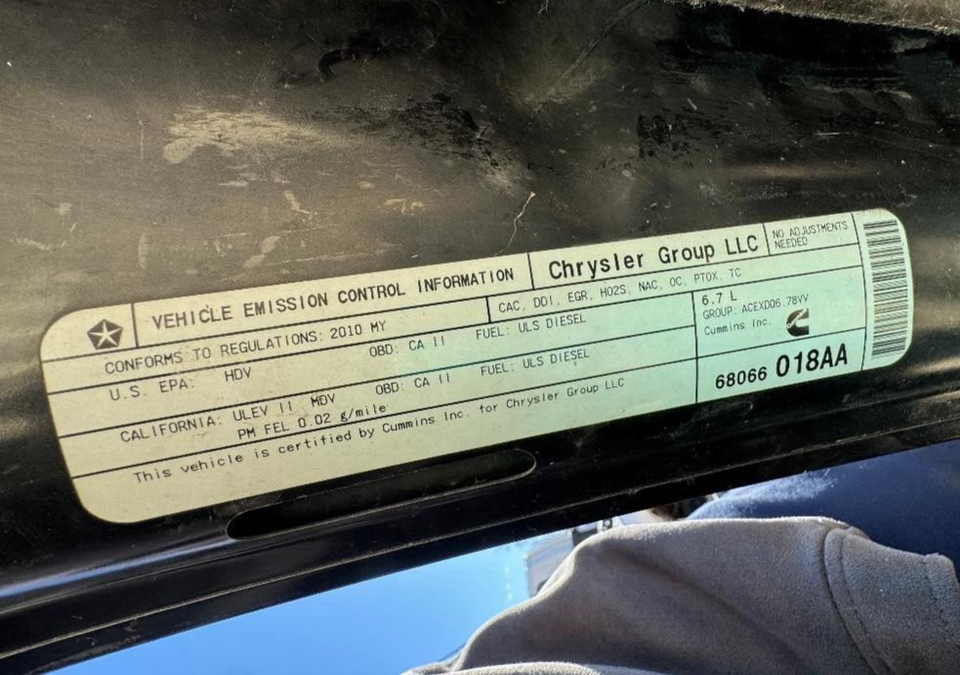 VEHICLE EMISSION CONTROL INFORMATION
Chrysler Group LLC
NO ADJUSTMENTS
NEEDED
CONFORMS TO REGULATIONS: 2010 MY
CAC, DDI, EGR, HO2S, NAC, OC, PTOX, TC
U.S. EPA: HDV OBD: CA II FUEL: ULS DIESEL
CALIFORNIA: ULEV II MDV OBD: CA II FUEL: ULS DIESEL
PM FEL 0.02 g/mile
This vehicle is certified by Cummins Inc. for Chrysler Group LLC
6.7 L
GROUP: ACEXD06.78VV
Cummins Inc.
68066 018AA